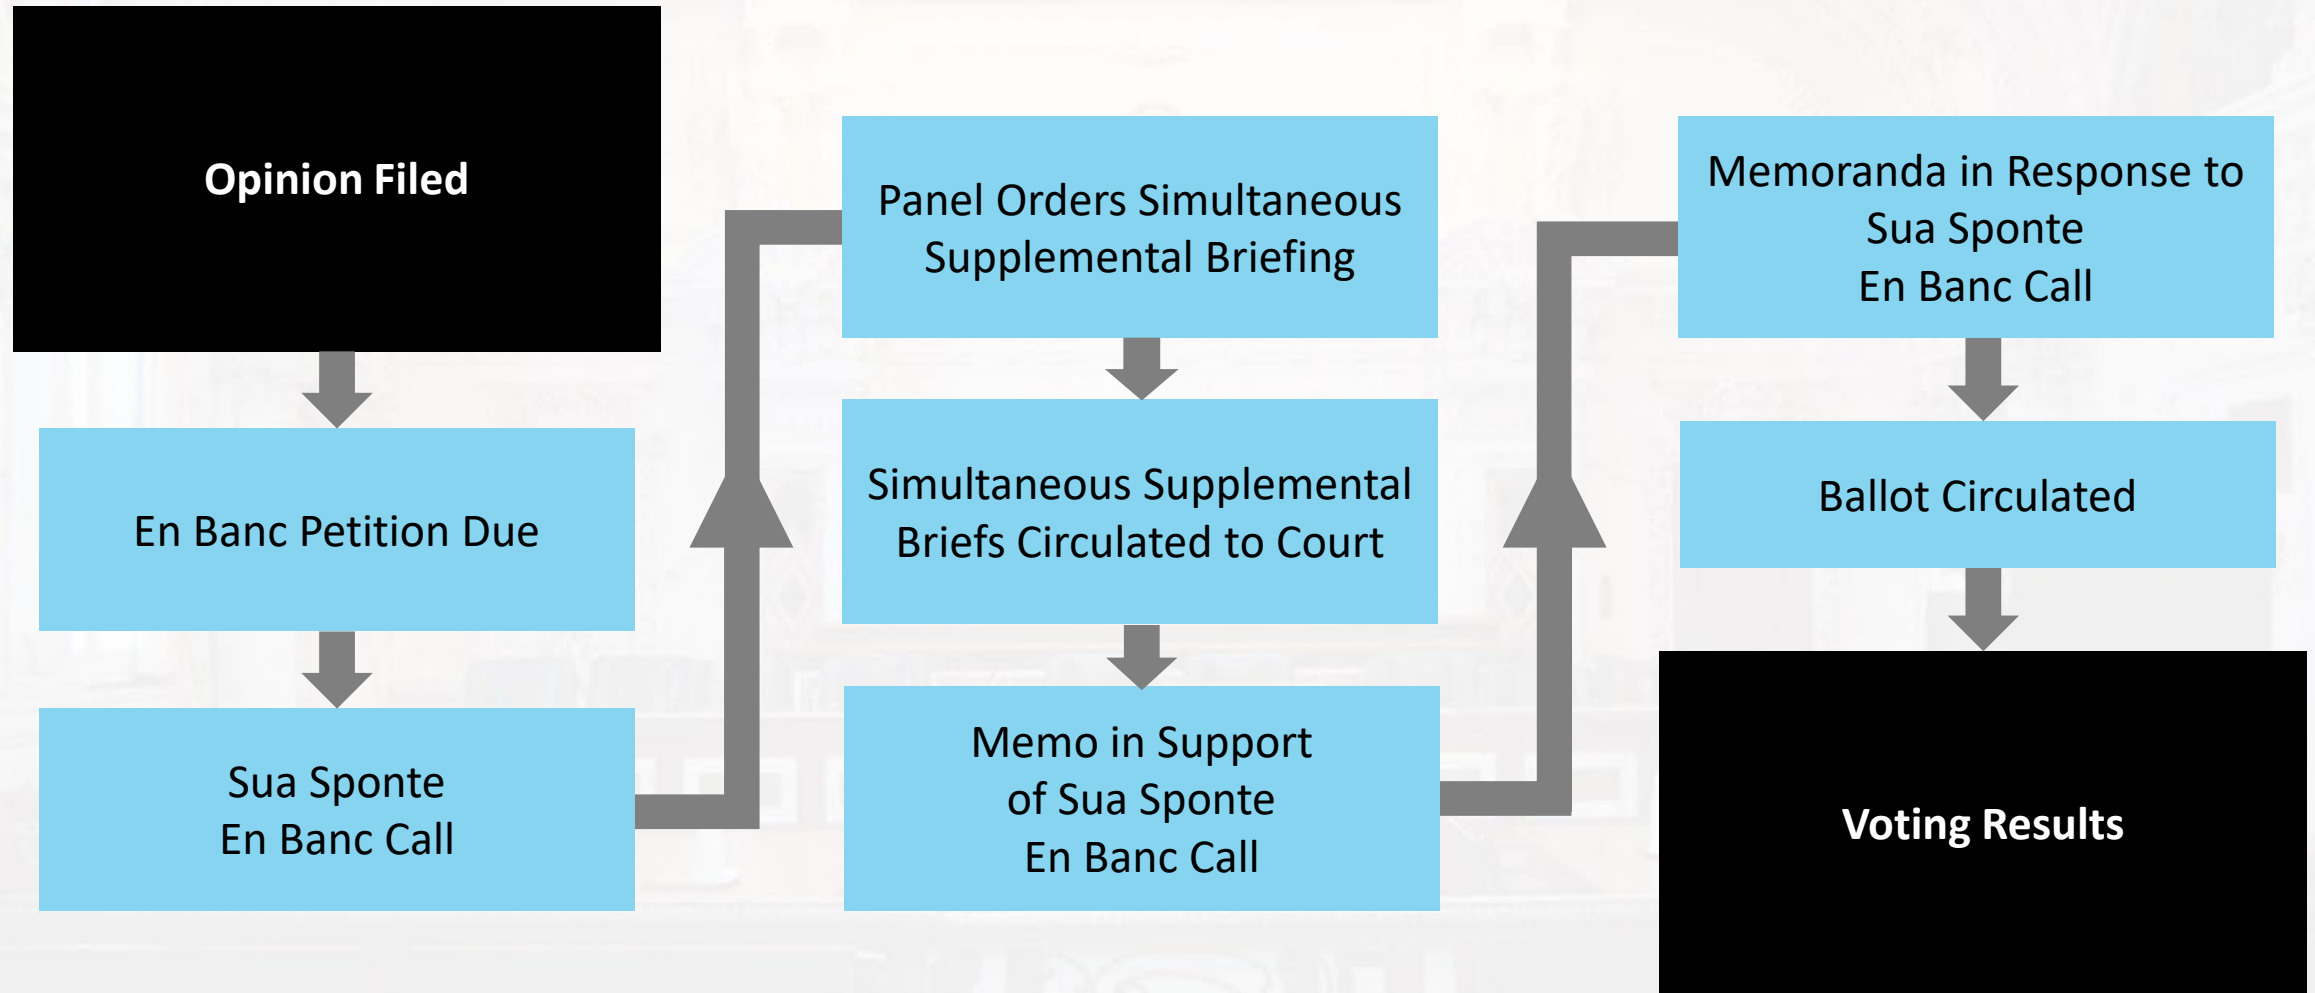 Opinion Filed
En Banc Petition Due
Sua Sponte
En Banc Call
Panel Orders Simultaneous
Supplemental Briefing
Simultaneous Supplemental
Briefs Circulated to Court
Memo in Support
of Sua Sponte
En Banc Call
Memoranda in Response to
Sua Sponte
En Banc Call
Ballot Circulated
Voting Results